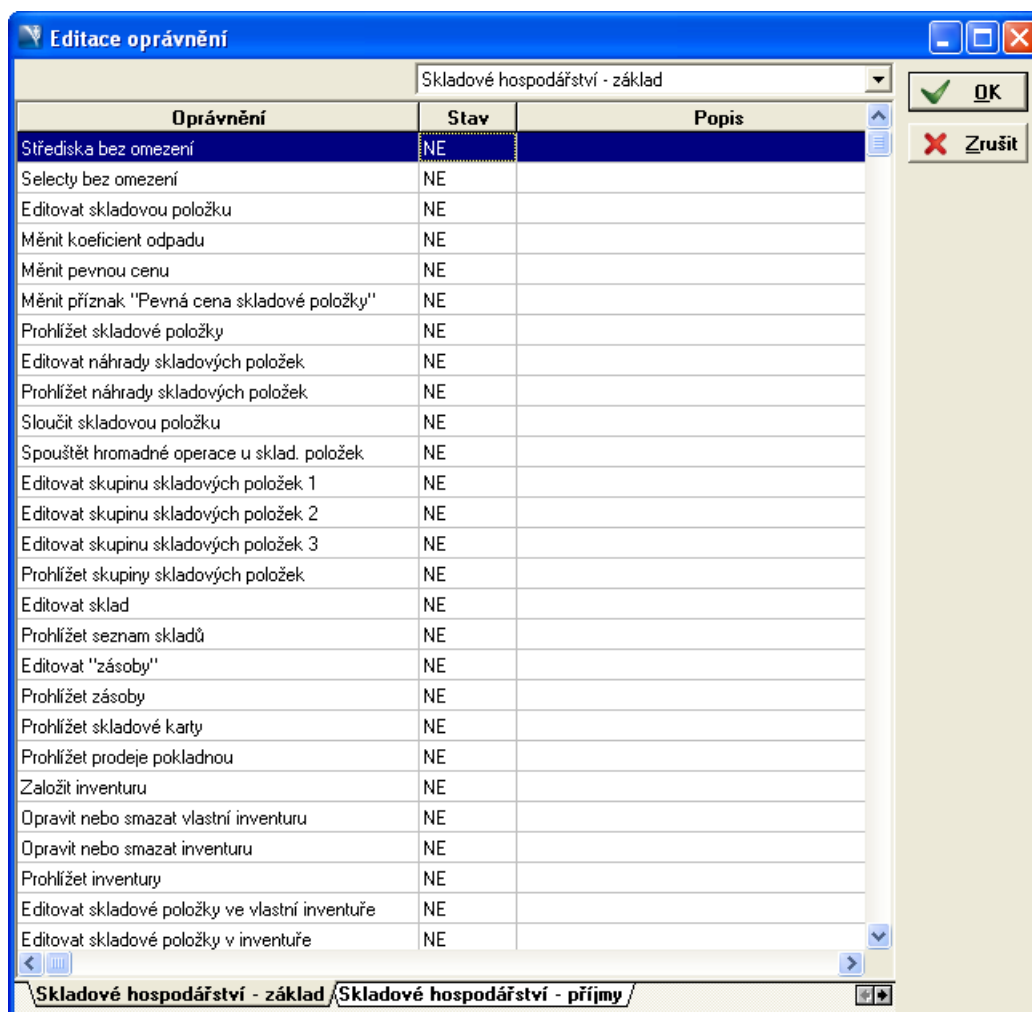 Editace oprávnění
Skladové hospodářství - základ
OK
Oprávnění Stav Popis
Zrušit
Střediska bez omezení NE
Selecty bez omezení NE
Editovat skladovou položku NE
Měnit koeficient odpadu NE
Měnit pevnou cenu NE
Měnit příznak "Pevná cena skladové položky" NE
Prohlížet skladové položky NE
Editovat náhrady skladových položek NE
Prohlížet náhrady skladových položek NE
Sloučit skladovou položku NE
Spouštět hromadné operace u sklad. položek NE
Editovat skupinu skladových položek 1 NE
Editovat skupinu skladových položek 2 NE
Editovat skupinu skladových položek 3 NE
Prohlížet skupiny skladových položek NE
Editovat sklad NE
Prohlížet seznam skladů NE
Editovat "zásoby" NE
Prohlížet zásoby NE
Prohlížet skladové karty NE
Prohlížet prodeje pokladnou NE
Založit inventuru NE
Opravit nebo smazat vlastní inventuru NE
Opravit nebo smazat inventuru NE
Prohlížet inventury NE
Editovat skladové položky ve vlastní inventuře NE
Editovat skladové položky v inventuře NE
Skladové hospodářství - základ Skladové hospodářství - příjmy